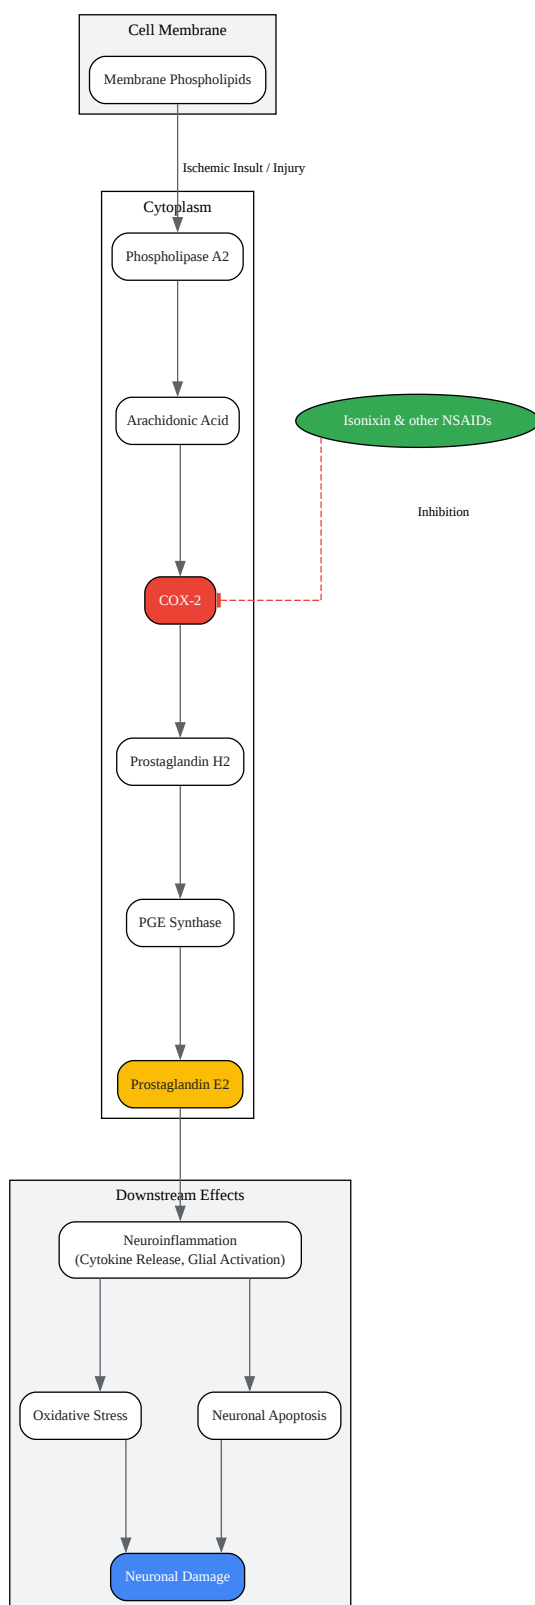 Cell Membrane
Membrane Phospholipids
Ischemic Insult / Injury
Cytoplasm
Phospholipase A2
Arachidonic Acid
Isonixin & other NSAIDs
Inhibition
COX-2
Prostaglandin H2
PGE Synthase
Prostaglandin E2
Downstream Effects
Neuroinflammation
(Cytokine Release, Glial Activation)
Oxidative Stress
Neuronal Apoptosis
Neuronal Damage